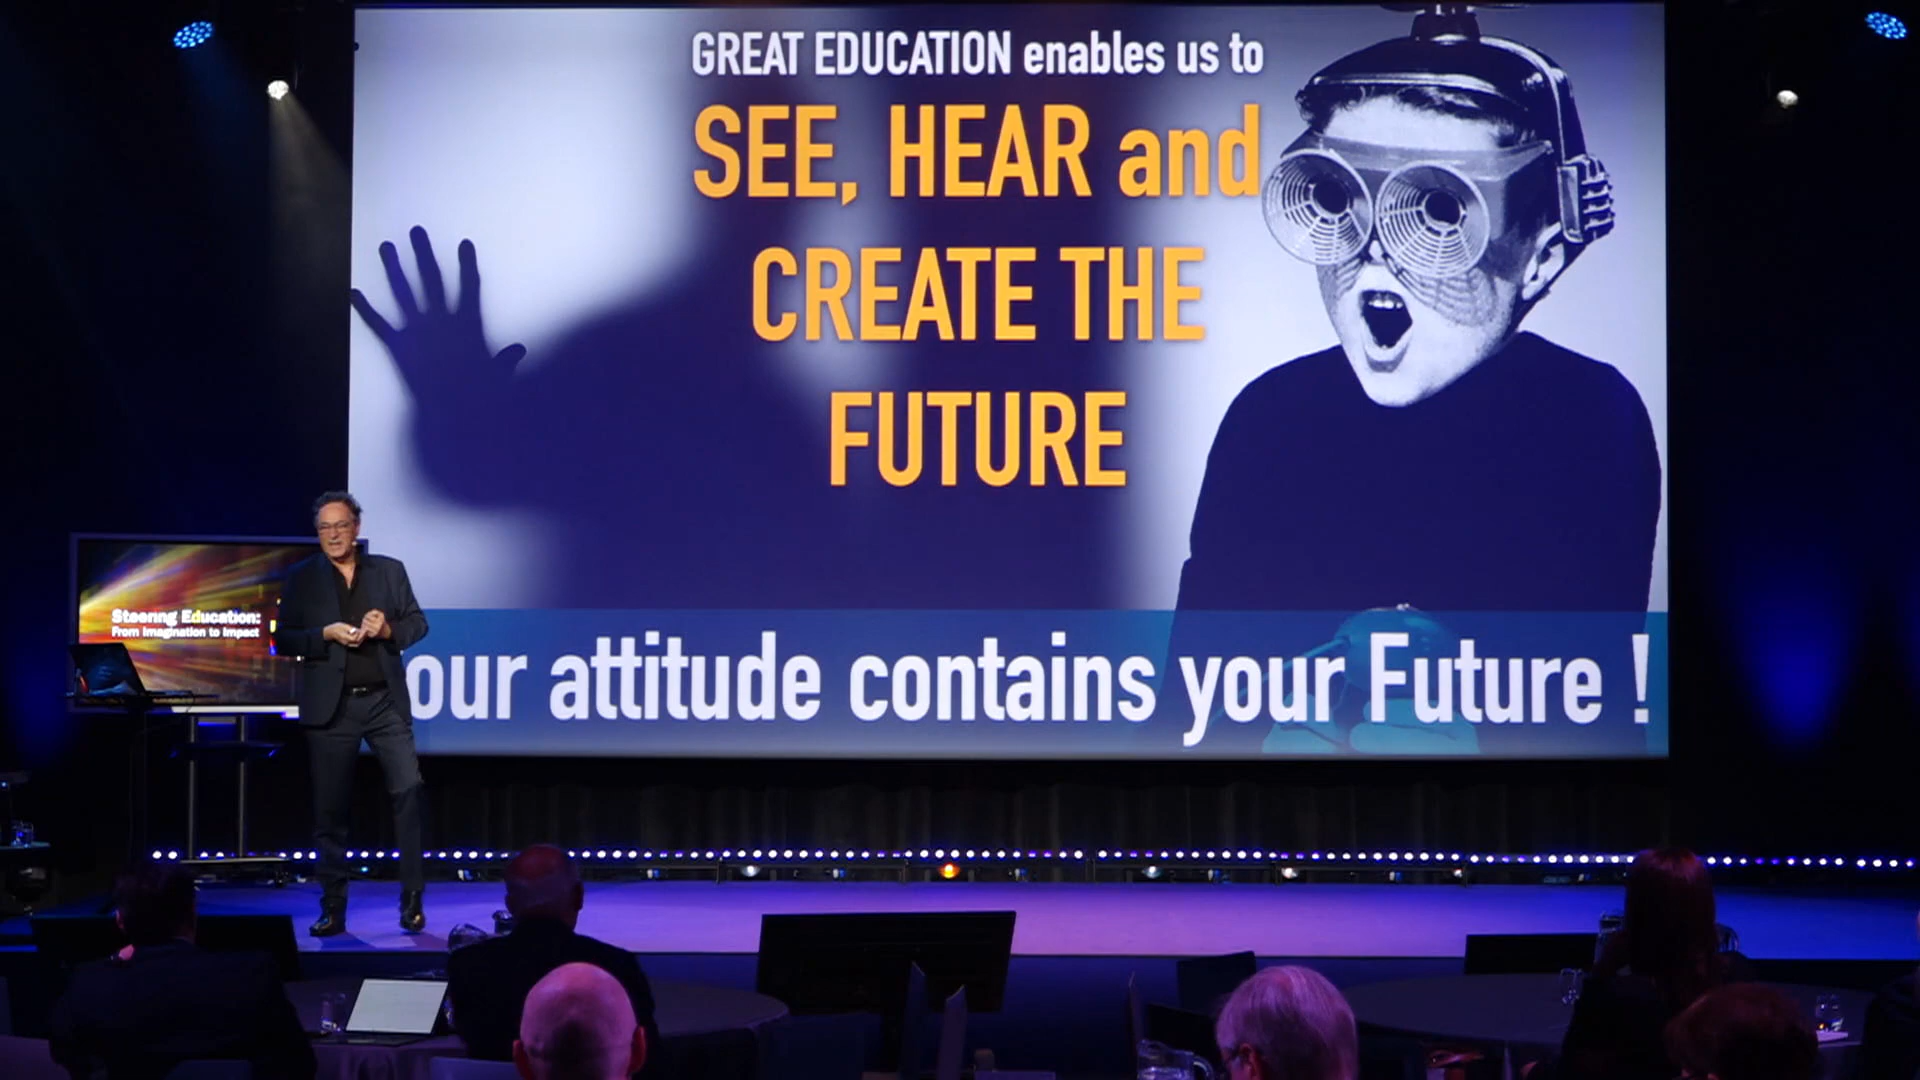 GREAT EDUCATION enables us to
SEE, HEAR and
CREATE THE
FUTURE
our attitude contains your Future !
Steering Education:
From Imagination to Impact